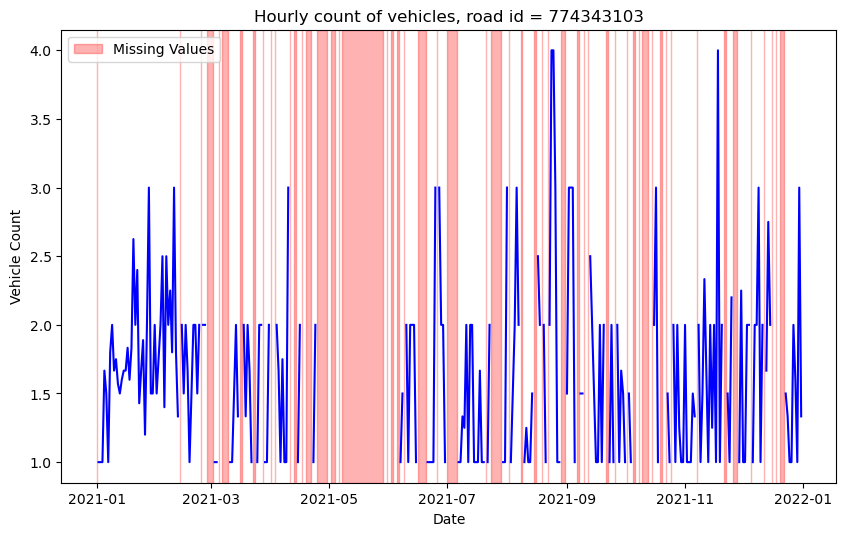 Hourly count of vehicles, road id = 774343103
Missing Values
Vehicle Count
4.0
3.5
3.0
2.5
2.0
1.5
1.0
2021-01 2021-03 2021-05 2021-07 2021-09 2021-11 2022-01
Date